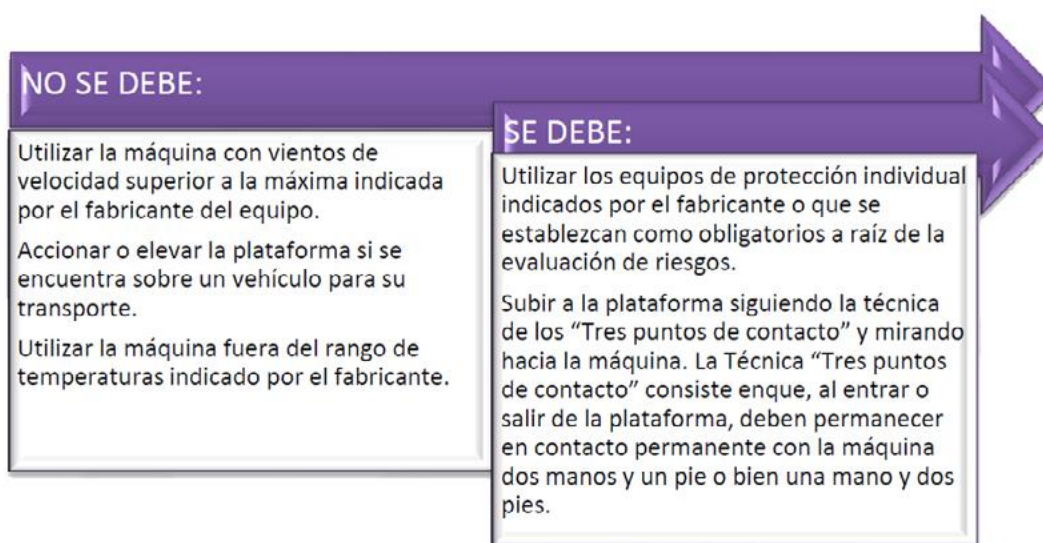 NO SE DEBE:
Utilizar la máquina con vientos de
velocidad superior a la máxima indicada
por el fabricante del equipo.
Accionar o elevar la plataforma si se
encuentra sobre un vehículo para su
transporte.
Utilizar la máquina fuera del rango de
temperaturas indicado por el fabricante.
SE DEBE:
Utilizar los equipos de protección individual
indicados por el fabricante o que se
establezcan como obligatorios a raíz de la
evaluación de riesgos.
Subir a la plataforma siguiendo la técnica
de los “Tres puntos de contacto” y mirando
hacia la máquina. La Técnica “Tres puntos
de contacto” consiste enque, al entrar o
salir de la plataforma, deben permanecer
en contacto permanente con la máquina
dos manos y un pie o bien una mano y dos
pies.